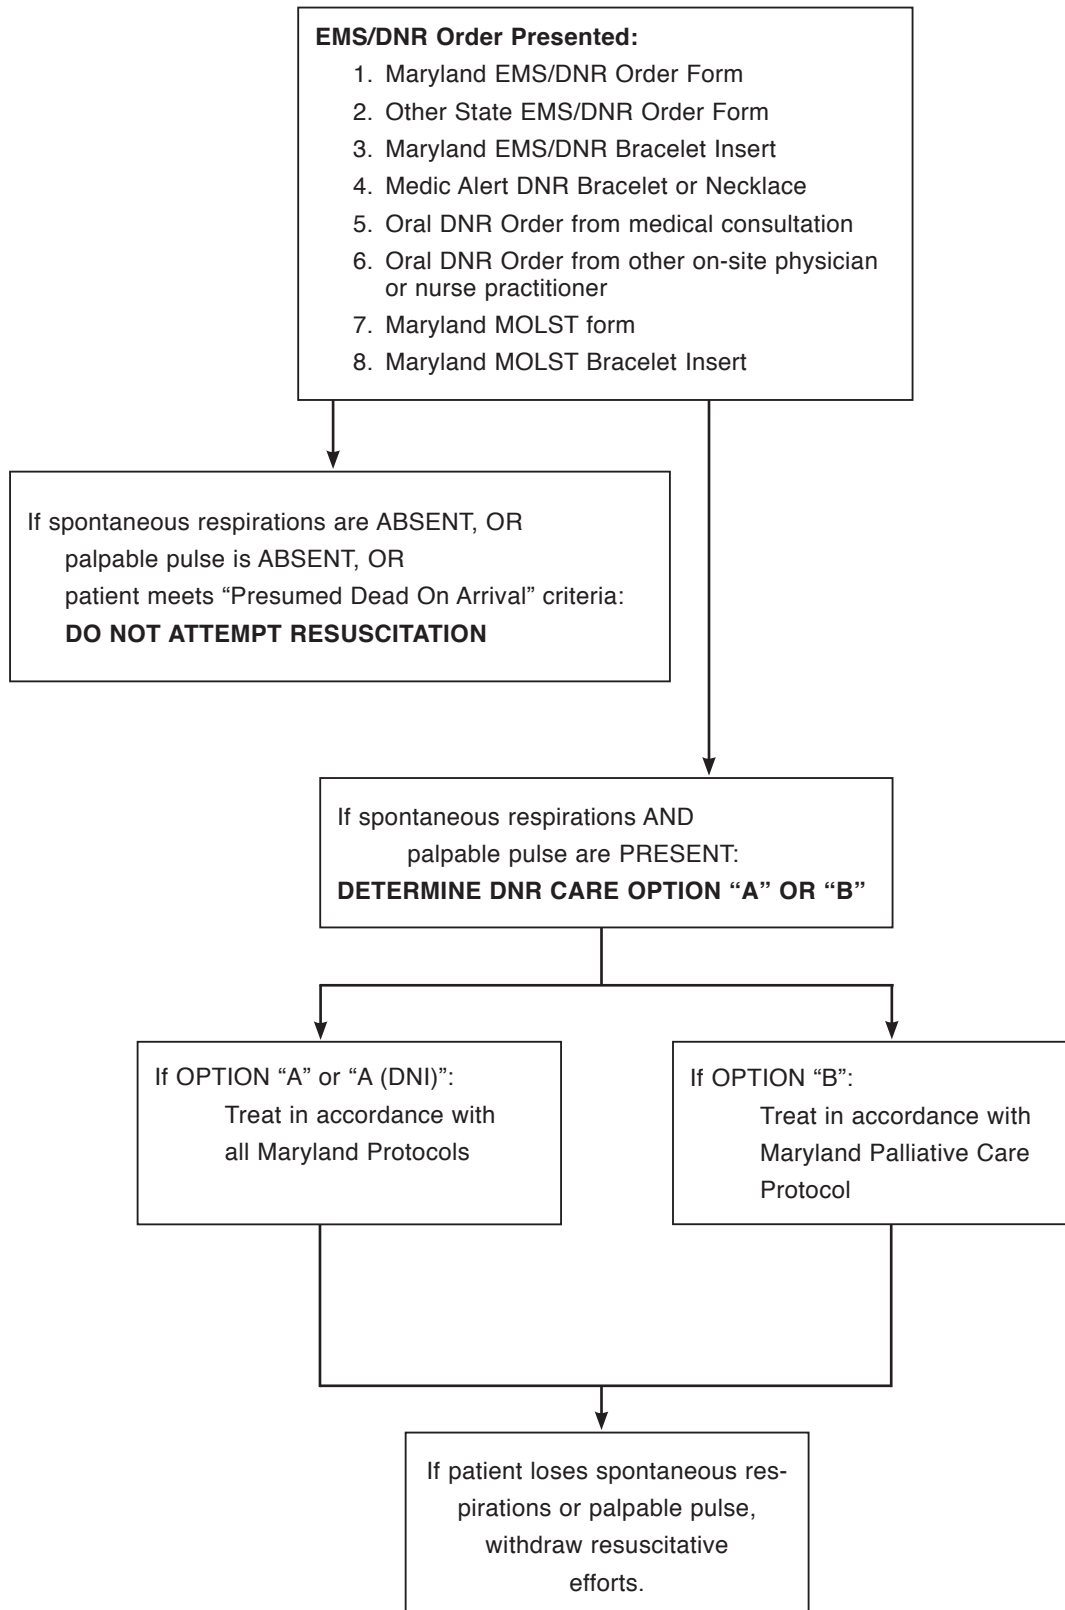 EMS/DNR Order Presented:
1. Maryland EMS/DNR Order Form
2. Other State EMS/DNR Order Form
3. Maryland EMS/DNR Bracelet Insert
4. Medic Alert DNR Bracelet or Necklace
5. Oral DNR Order from medical consultation
6. Oral DNR Order from other on-site physician
or nurse practitioner
7. Maryland MOLST form
8. Maryland MOLST Bracelet Insert
If spontaneous respirations are ABSENT, OR
palpable pulse is ABSENT, OR
patient meets “Presumed Dead On Arrival” criteria:
DO NOT ATTEMPT RESUSCITATION
If spontaneous respirations AND
palpable pulse are PRESENT:
DETERMINE DNR CARE OPTION “A” OR “B”
If OPTION “A” or “A (DNI)”:
Treat in accordance with
all Maryland Protocols
If OPTION “B”:
Treat in accordance with
Maryland Palliative Care
Protocol
If patient loses spontaneous res-
pirations or palpable pulse,
withdraw resuscitative
efforts.